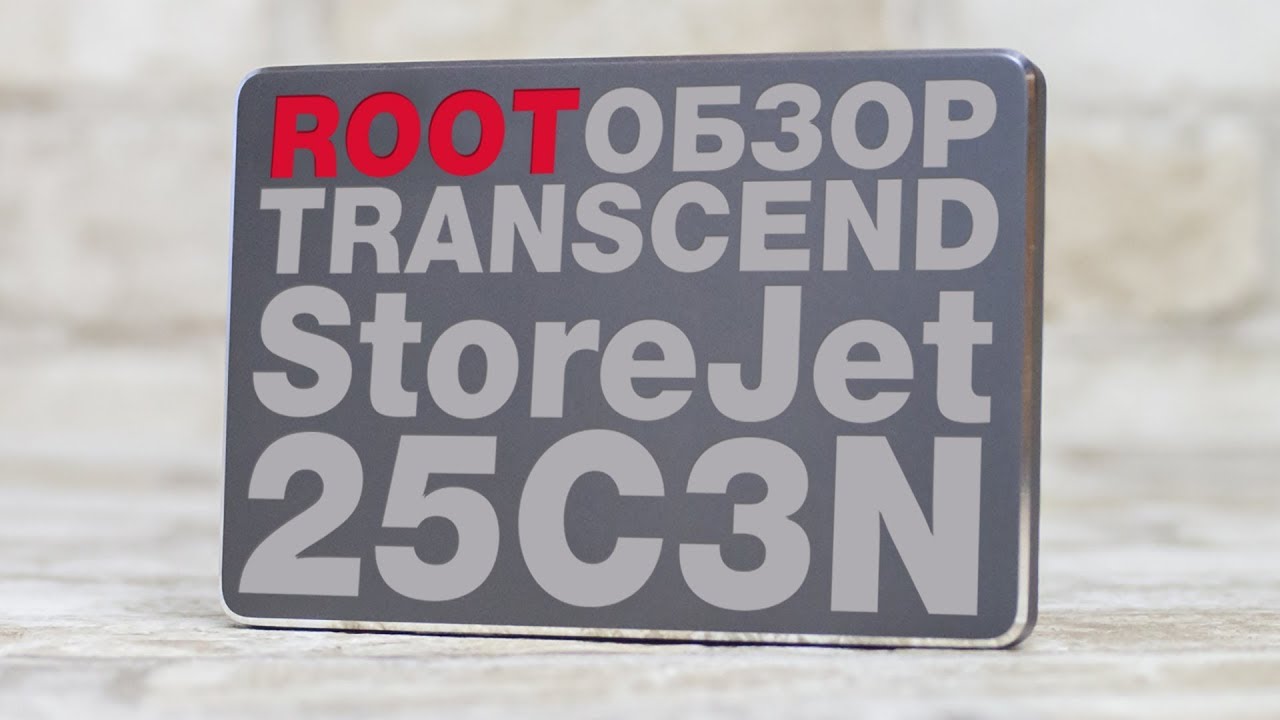 ROOTОБЗОР
TRANSCEND
StoreJet
25C3N